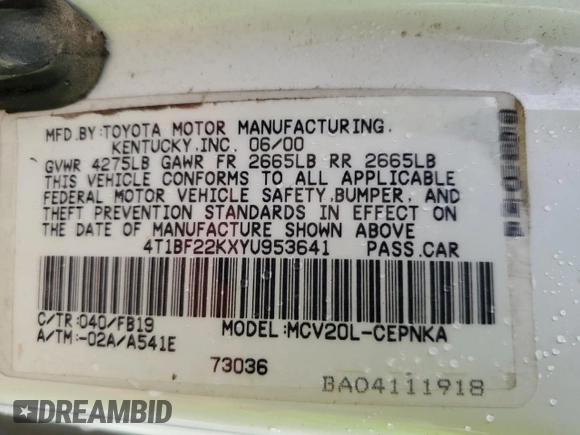 MFD.BY:TOYOTA MOTOR MANUFACTURING,
KENTUCKY,INC. 06/00
GVWR 4275LB GAWR FR 2665LB RR 2665LB
THIS VEHICLE CONFORMS TO ALL APPLICABLE
FEDERAL MOTOR VEHICLE SAFETY,BUMPER, AND
THEFT PREVENTION STANDARDS IN EFFECT ON
THE DATE OF MANUFACTURE SHOWN ABOVE
4T1BF22KXYU953641 PASS.CAR
C/TR:040/FB19 MODEL:MCV20L-CEPNKA
A/TM:-02A/A541E
73036
BA04111918
DREAMBID